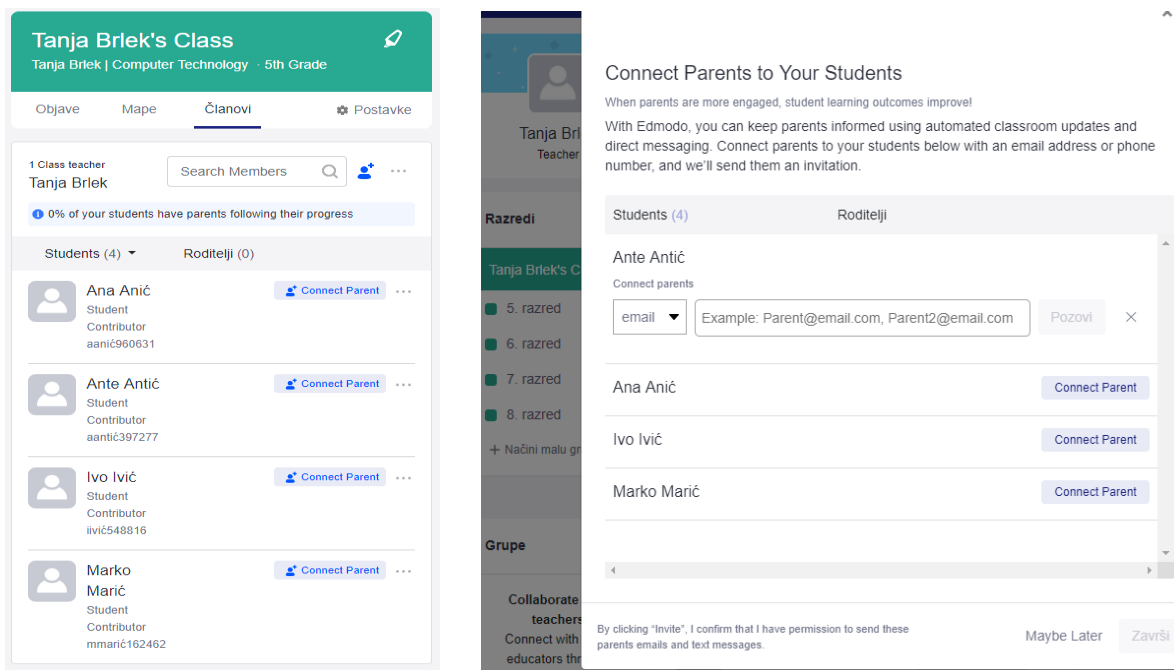 Tanja Brlek's Class
Tanja Brlek | Computer Technology · 5th Grade
Objave Mape Članovi Postavke
1 Class teacher
Tanja Brlek
Search Members
0% of your students have parents following their progress
Students (4) Roditelji (0)
Ana Anić Connect Parent
Student
Contributor
aanić960631
Ante Antić Connect Parent
Student
Contributor
aantić397277
Ivo Ivić Connect Parent
Student
Contributor
iivić548816
Marko Connect Parent
Marić
Student
Contributor
mmarić162462
Tanja Brl
Teacher
Razredi
Tanja Brlek's C
5. razred
6. razred
7. razred
8. razred
+ Načini malu gr
Grupe
Collaborate
teachers
Connect with
educators thr
Connect Parents to Your Students
When parents are more engaged, student learning outcomes improve!
With Edmodo, you can keep parents informed using automated classroom updates and
direct messaging. Connect parents to your students below with an email address or phone
number, and we'll send them an invitation.
Students (4) Roditelji
Ante Antić
Connect parents
email Example: Parent@email.com, Parent2@email.com Pozovi
Ana Anić Connect Parent
Ivo Ivić Connect Parent
Marko Marić Connect Parent
By clicking "Invite", I confirm that I have permission to send these
parents emails and text messages.
Maybe Later Završi